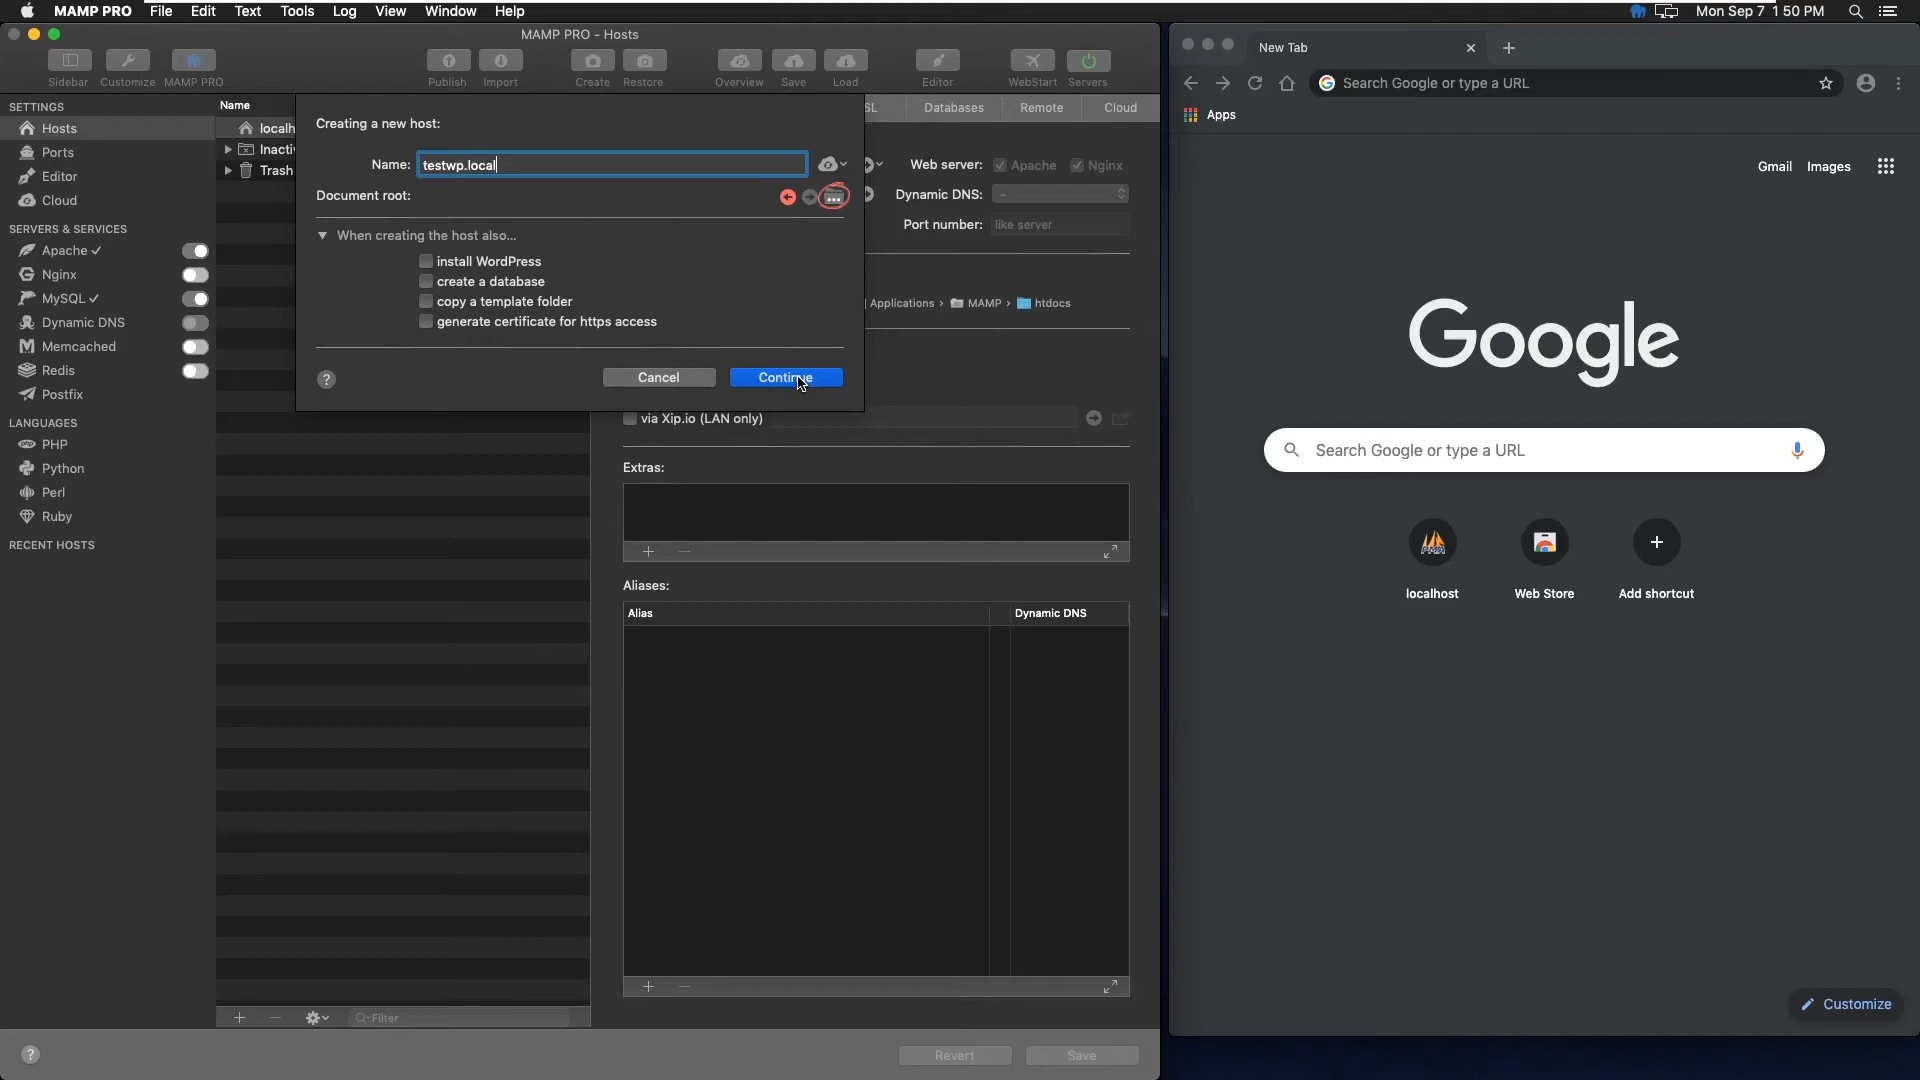 MAMP PRO File Edit Text Tools Log View Window Help
Mon Sep 7 1 50 PM
MAMP PRO - Hosts
Sidebar Customize MAMP PRO Publish Import Create Restore Overview Save Load Editor WebStart Servers
SETTINGS
Hosts
Ports
Editor
Cloud
SERVERS & SERVICES
Apache ✓
Nginx
MySQL ✓
Dynamic DNS
Memcached
Redis
Postfix
LANGUAGES
PHP
Python
Perl
Ruby
RECENT HOSTS
Name
localh
Inacti
Trash
Filter
Creating a new host:
Name: testwp.local
Document root:
When creating the host also...
install WordPress
create a database
copy a template folder
generate certificate for https access
?
Cancel
Continue
SL
Databases
Remote
Cloud
Web server: Apache Nginx
Dynamic DNS: -
Port number: like server
Applications › MAMP › htdocs
via Xip.io (LAN only)
Extras:
Aliases:
Alias
Dynamic DNS
?
Revert
Save
New Tab
Search Google or type a URL
Apps
Gmail Images
Google
Search Google or type a URL
PMA
localhost
Web Store
Add shortcut
Customize